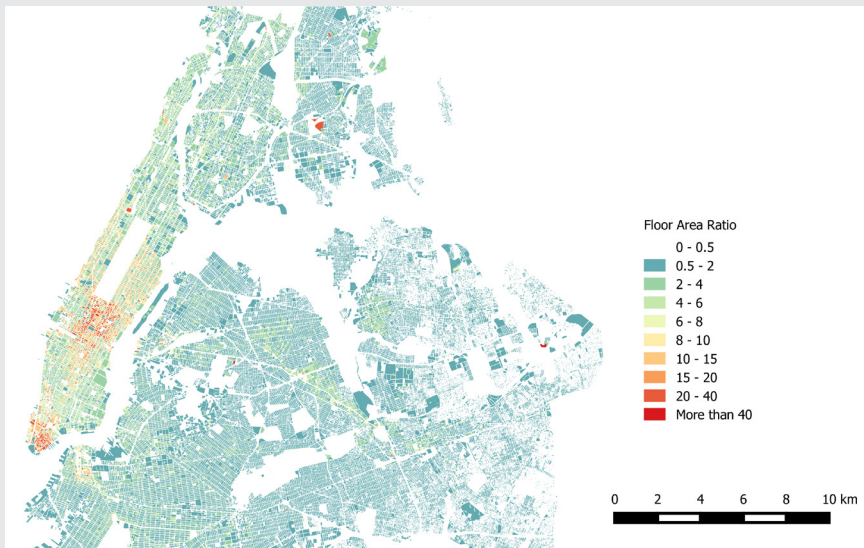 Floor Area Ratio
0 - 0.5
0.5 - 2
2 - 4
4 - 6
6 - 8
8 - 10
10 - 15
15 - 20
20 - 40
More than 40
0 2 4 6 8 10 km